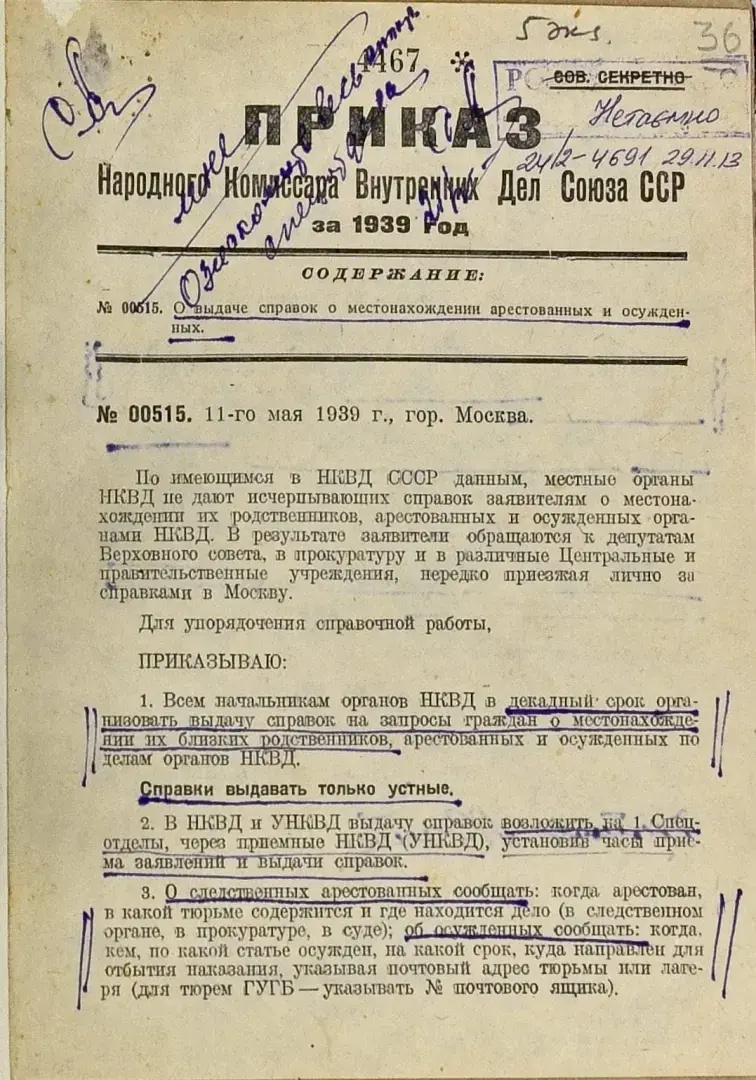 5 экз.
36
4467 *
СОВ. СЕКРЕТНО
ПРИКАЗ
24/2-4691 29.11.13
Народного Комиссара Внутренних Дел Союза ССР
за 1939 год
СОДЕРЖАНИЕ:
№ 00515. О выдаче справок о местонахождении арестованных и осужден-
ных.
№ 00515. 11-го мая 1939 г., гор. Москва.
По имеющимся в НКВД СССР данным, местные органы
НКВД не дают исчерпывающих справок заявителям о местона-
хождении их родственников, арестованных и осужденных орга-
нами НКВД. В результате заявители обращаются к депутатам
Верховного совета, в прокуратуру и в различные Центральные и
правительственные учреждения, нередко приезжая лично за
справками в Москву.
Для упорядочения справочной работы,
ПРИКАЗЫВАЮ:
1. Всем начальникам органов НКВД в декадный срок орга-
низовать выдачу справок на запросы граждан о местонахожде-
нии их близких родственников, арестованных и осужденных по
делам органов НКВД.
Справки выдавать только устные.
2. В НКВД и УНКВД выдачу справок возложить на 1 Спец-
отделы, через приемные НКВД (УНКВД), установив часы прие-
ма заявлений и выдачи справок.
3. О следственных арестованных сообщать: когда арестован,
в какой тюрьме содержится и где находится дело (в следственном
органе, в прокуратуре, в суде); об осужденных сообщать: когда,
кем, по какой статье осужден, на какой срок, куда направлен для
отбытия наказания, указывая почтовый адрес тюрьмы или лаге-
ря (для тюрем ГУГБ — указывать № почтового ящика).